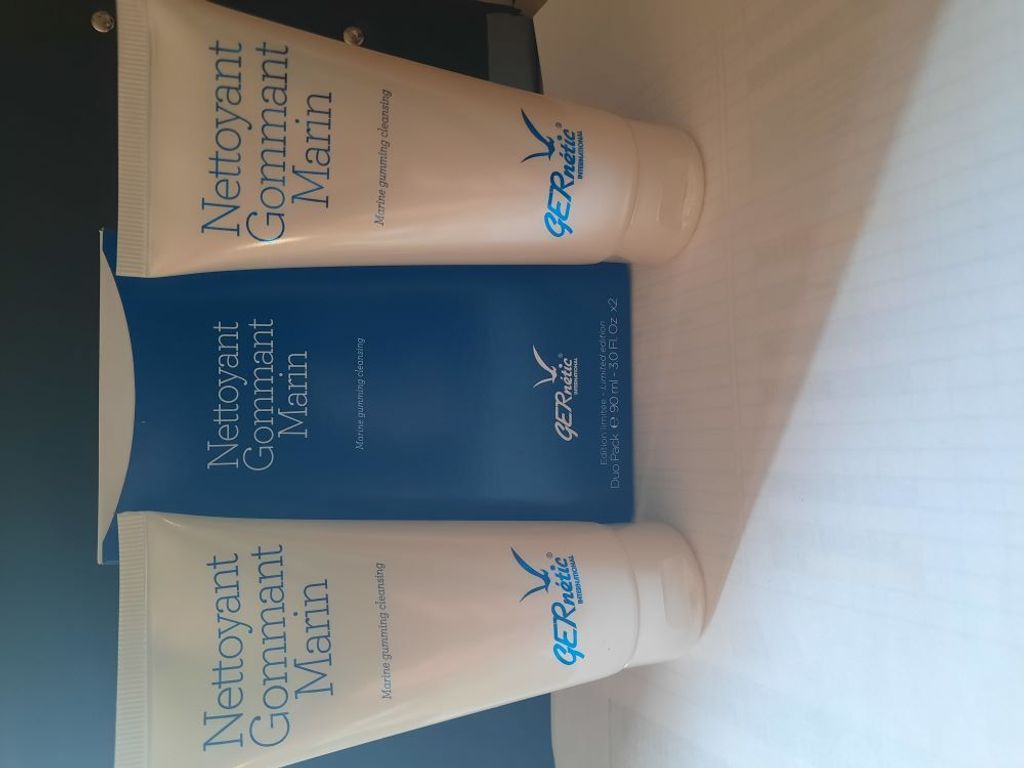 Nettoyant
Gommant
Marin
Marine gumming cleansing
GERnétic®
INTERNATIONAL
Nettoyant
Gommant
Marin
Marine gumming cleansing
GERnétic®
INTERNATIONAL
Edition limitée - Limited edition
Duo Pack ℮ 90 ml - 3.0 FL Oz x2
Nettoyant
Gommant
Marin
Marine gumming cleansing
GERnétic®
INTERNATIONAL